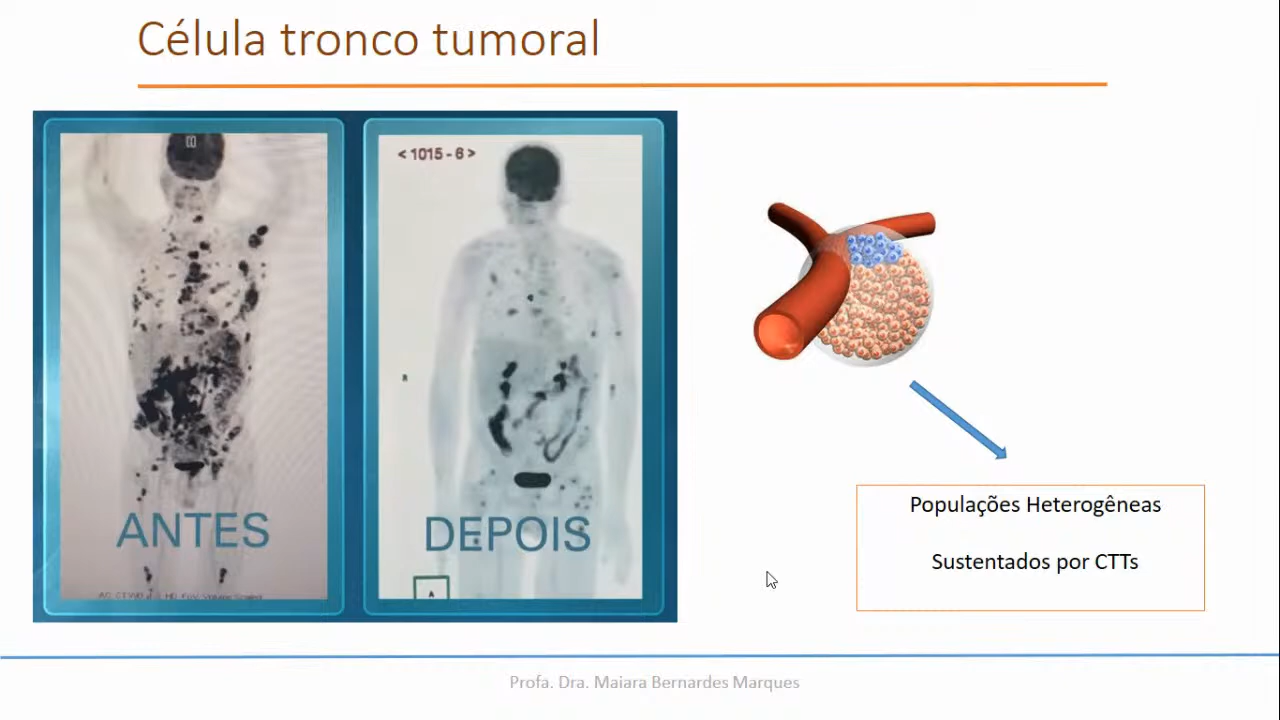 Célula tronco tumoral
< 1015 - 6 >
ANTES
DEPOIS
A
Populações Heterogêneas
Sustentados por CTTs
Profa. Dra. Maiara Bernardes Marques